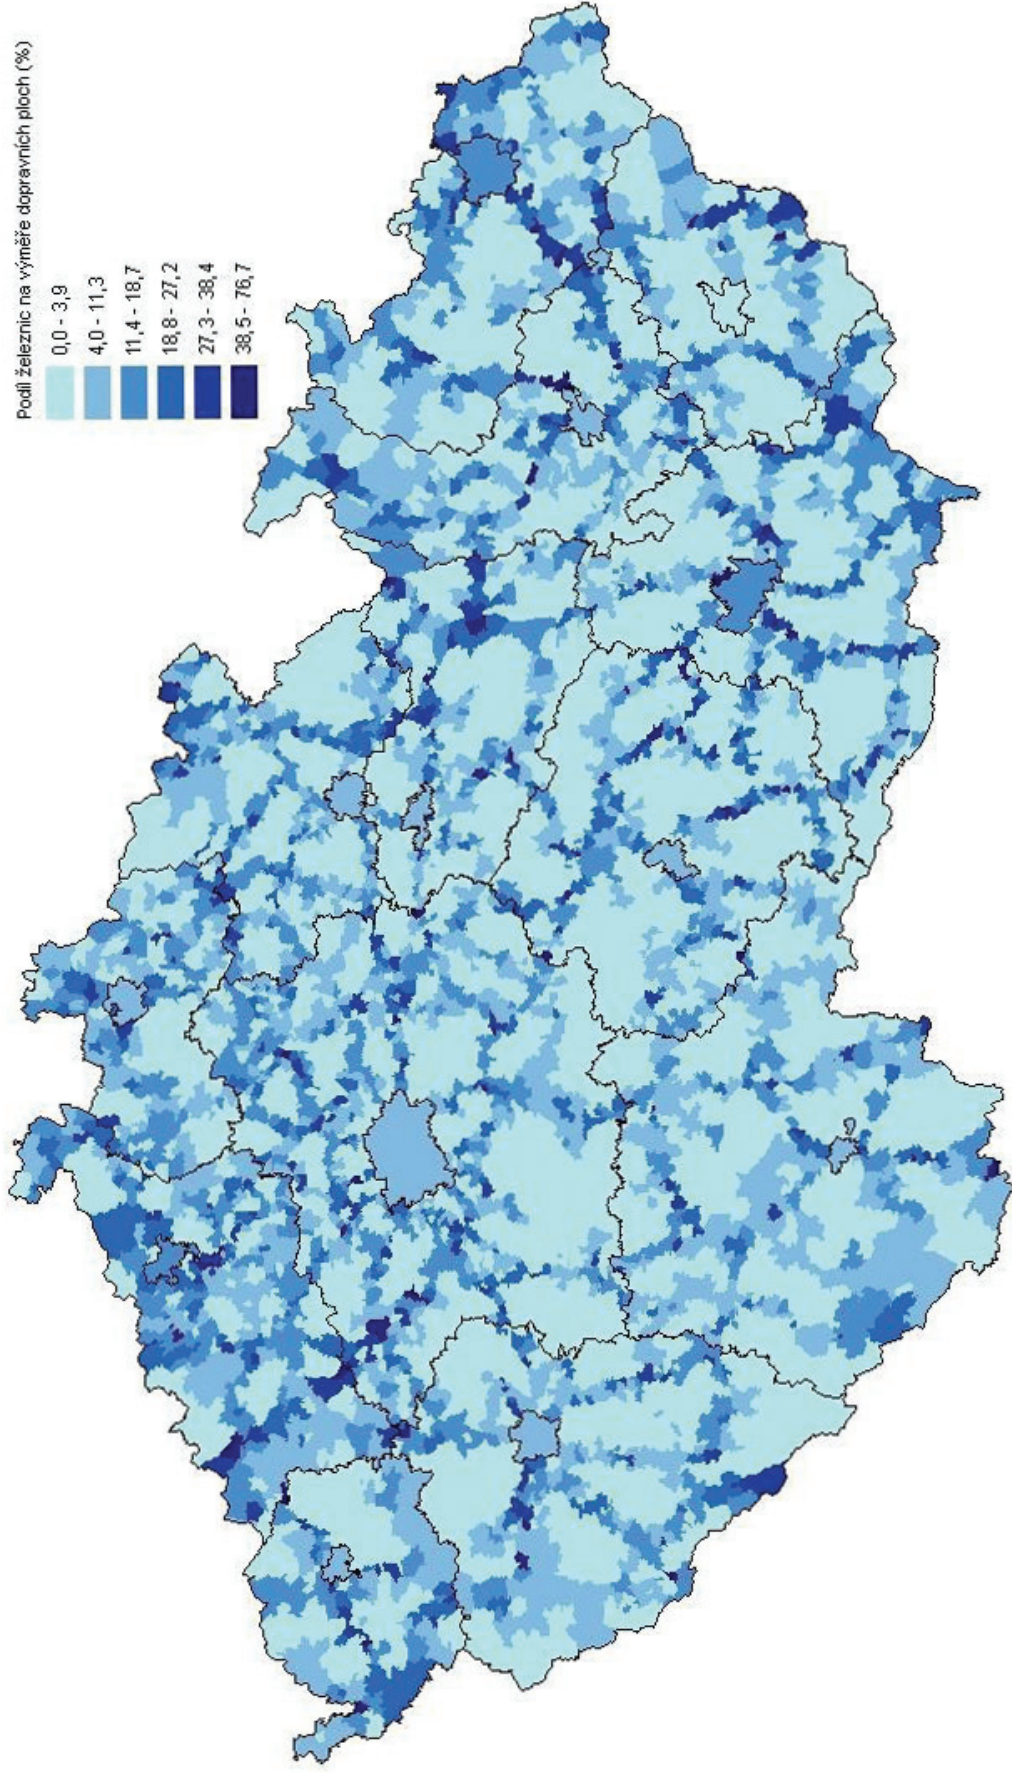 Podíl železnic na výměře dopravních ploch (%)
0,0 - 3,9
4,0 - 11,3
11,4 - 18,7
18,8 - 27,2
27,3 - 38,4
38,5 - 76,7